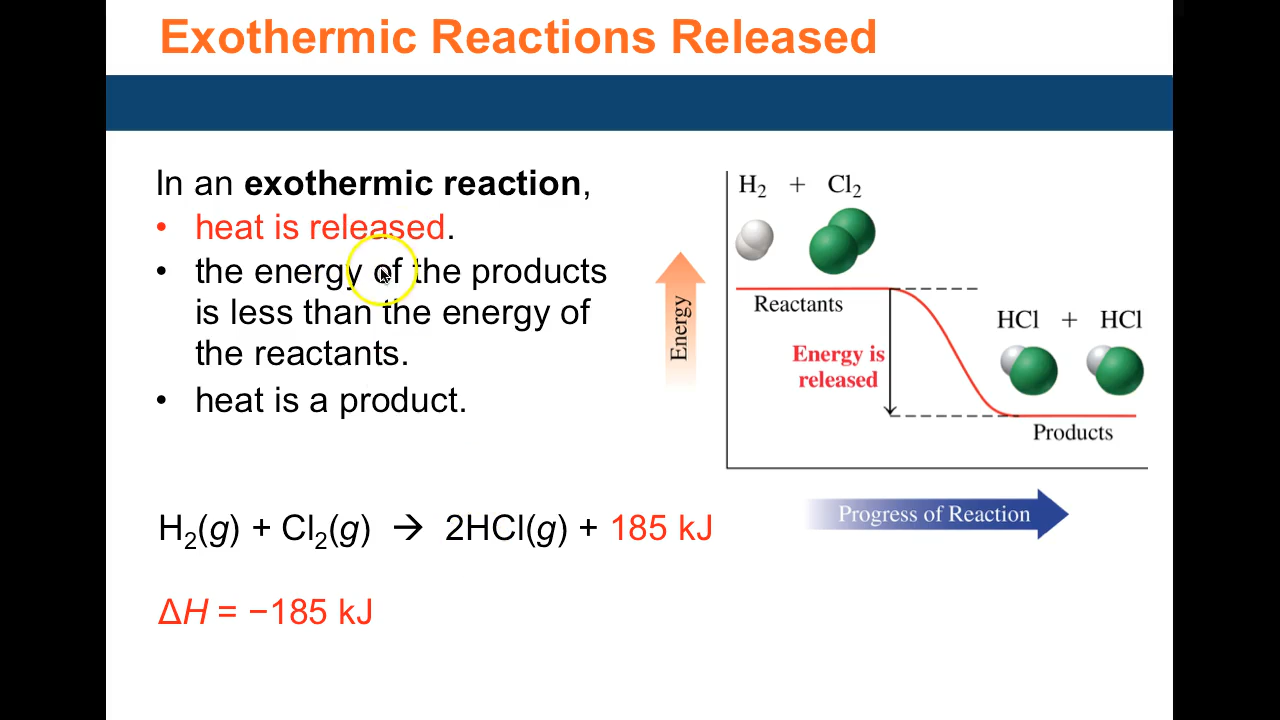 Exothermic Reactions Released
In an exothermic reaction,
• heat is released.
• the energy of the products
is less than the energy of
the reactants.
• heat is a product.
H₂(g) + Cl₂(g) → 2HCl(g) + 185 kJ
ΔH = −185 kJ
H₂ + Cl₂
Reactants
Energy
Energy is
released
HCl + HCl
Products
Progress of Reaction